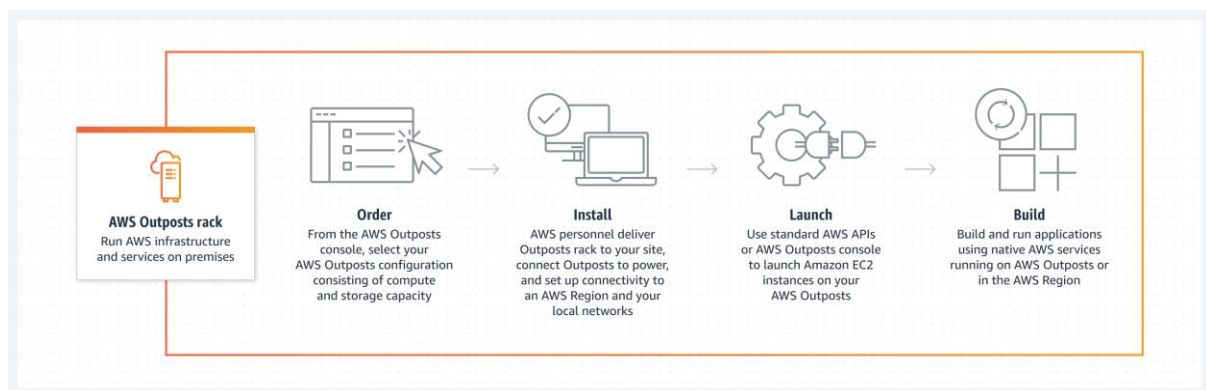 AWS Outposts rack
Run AWS infrastructure
and services on premises
Order
From the AWS Outposts
console, select your
AWS Outposts configuration
consisting of compute
and storage capacity
Install
AWS personnel deliver
Outposts rack to your site,
connect Outposts to power,
and set up connectivity to
an AWS Region and your
local networks
Launch
Use standard AWS APIs
or AWS Outposts console
to launch Amazon EC2
instances on your
AWS Outposts
Build
Build and run applications
using native AWS services
running on AWS Outposts or
in the AWS Region